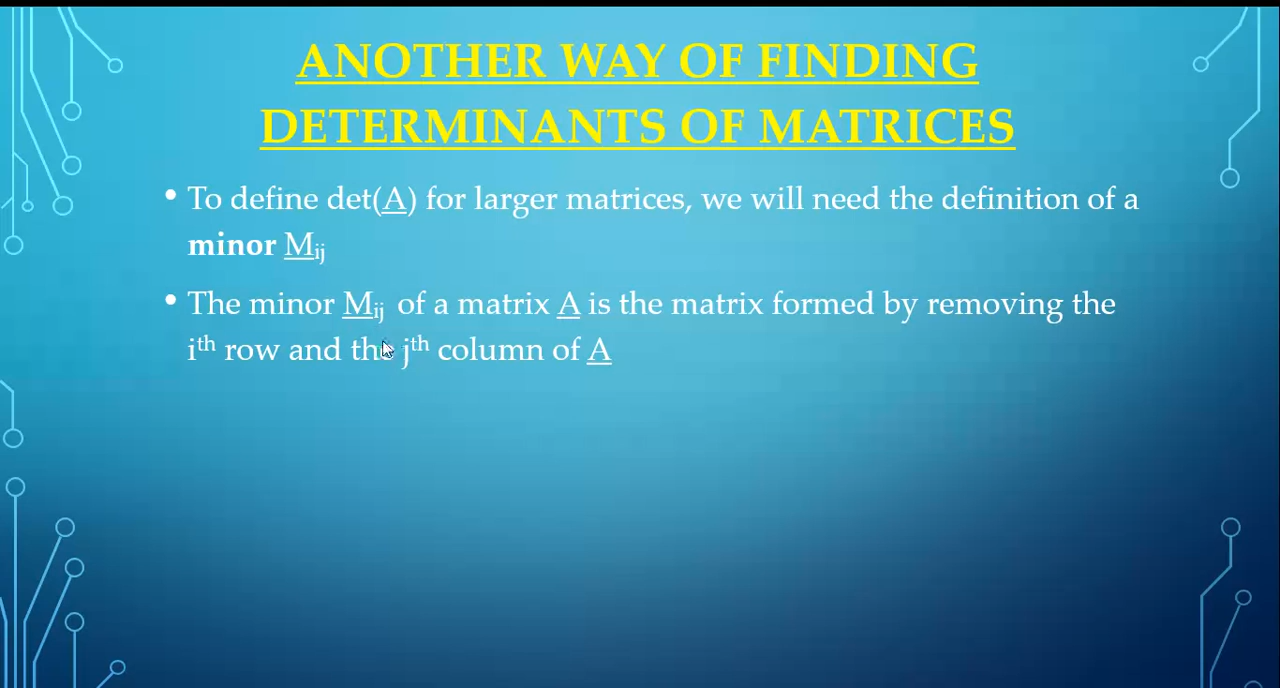 ANOTHER WAY OF FINDING
DETERMINANTS OF MATRICES
• To define det(A) for larger matrices, we will need the definition of a
minor Mij
• The minor Mij of a matrix A is the matrix formed by removing the
ith row and the jth column of A